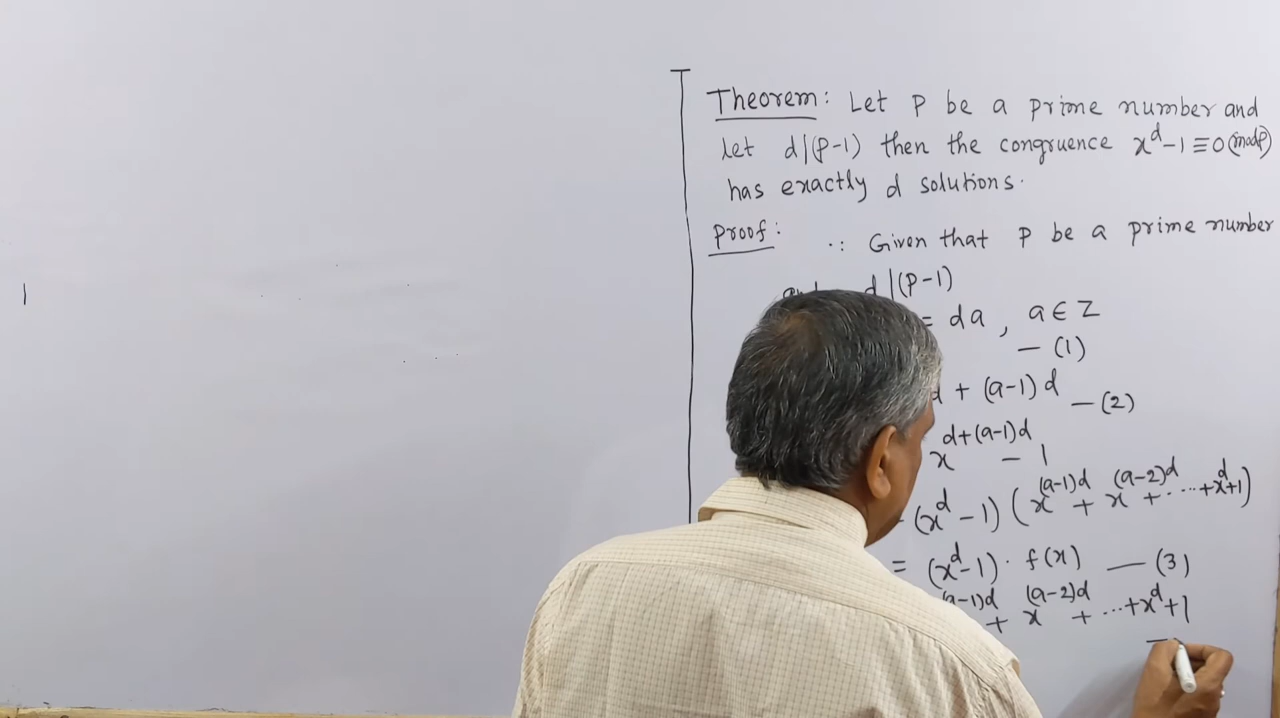 Theorem: Let P be a prime number and
let d|(P-1) then the congruence x^d - 1 ≡ 0 (mod P)
has exactly d solutions.
Proof: ∵ Given that P be a prime number
and d|(P-1)
= da, a ∈ Z
— (1)
d + (a-1)d — (2)
x^{d+(a-1)d} - 1
(x^d - 1) (x^{(a-1)d} + x^{(a-2)d} + ..... + x^d + 1)
= (x^d - 1) · f(x) — (3)
(a-1)d + x^{(a-2)d} + ... + x^d + 1